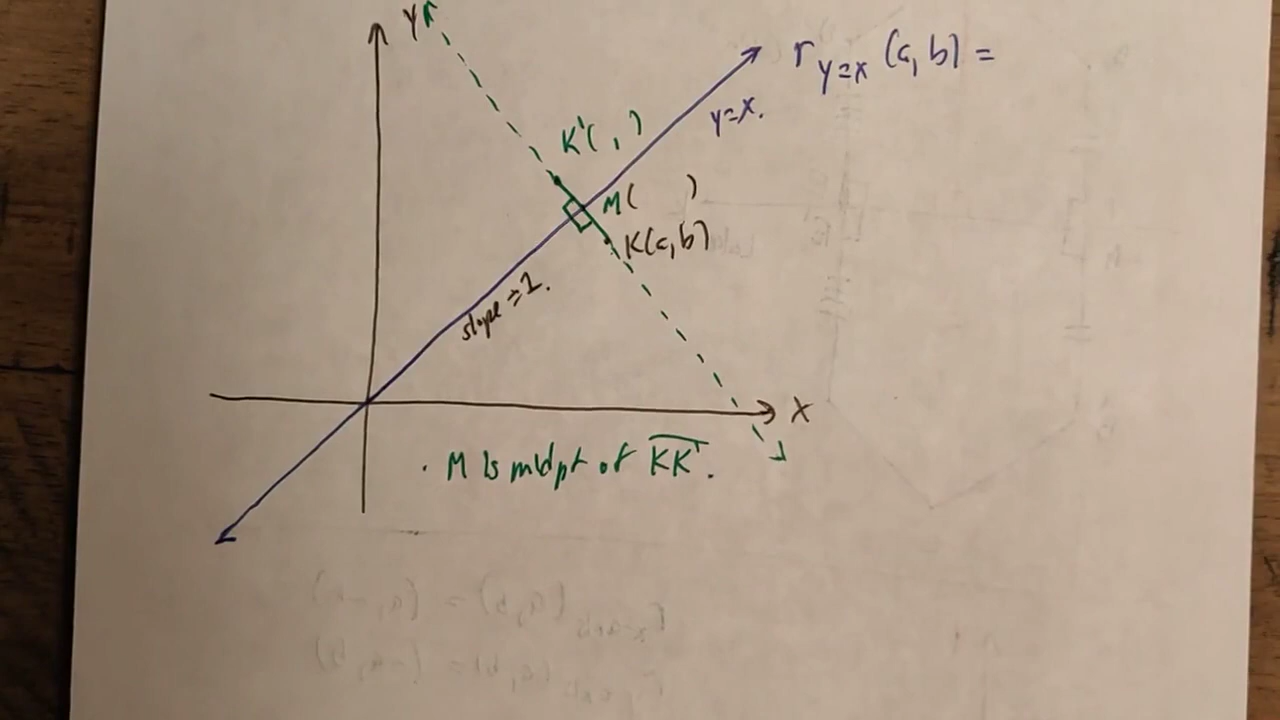 Y
r y=x (a, b) =
y=x.
K'( , )
M( )
K(a, b)
slope = 1.
X
. M is midpt of KK'.